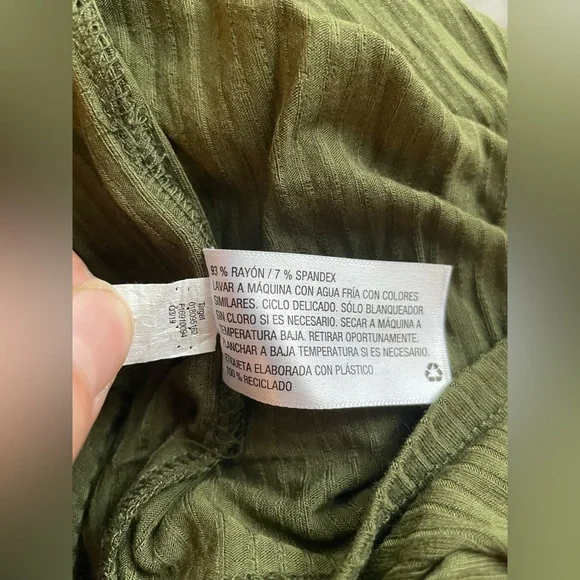 93 % RAYÓN / 7 % SPANDEX
LAVAR A MÁQUINA CON AGUA FRÍA CON COLORES
SIMILARES. CICLO DELICADO. SÓLO BLANQUEADOR
SIN CLORO SI ES NECESARIO. SECAR A MÁQUINA A
TEMPERATURA BAJA. RETIRAR OPORTUNAMENTE.
PLANCHAR A BAJA TEMPERATURA SI ES NECESARIO.
ETIQUETA ELABORADA CON PLÁSTICO
100 % RECICLADO
Target